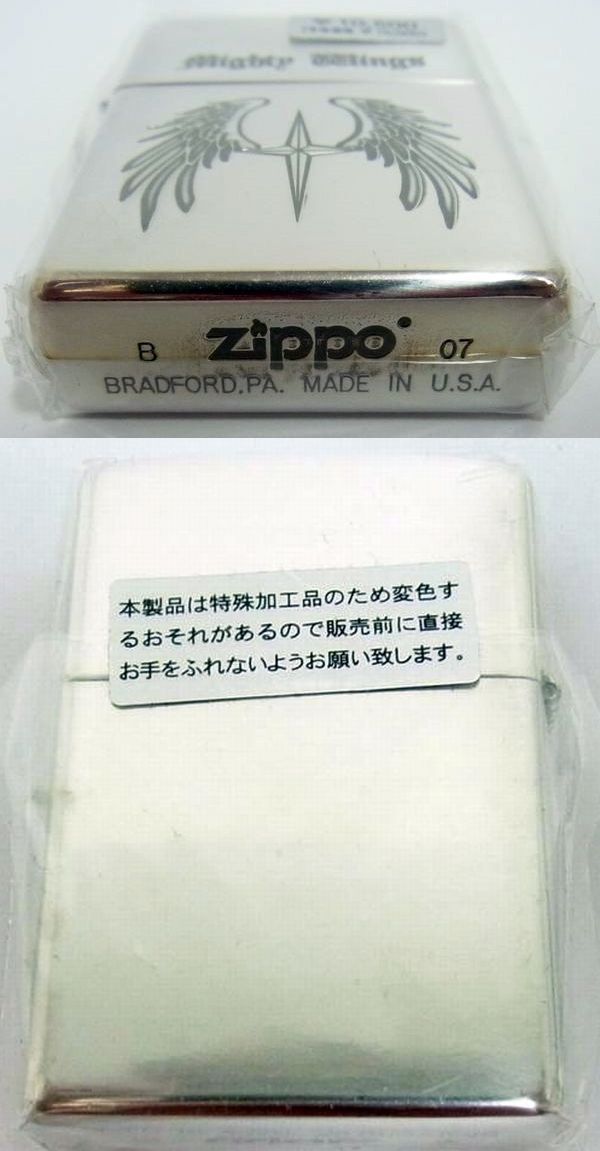 Mighty Wings
B zippo 07
BRADFORD,PA. MADE IN U.S.A.
本製品は特殊加工品のため変色す
るおそれがあるので販売前に直接
お手をふれないようお願い致します。